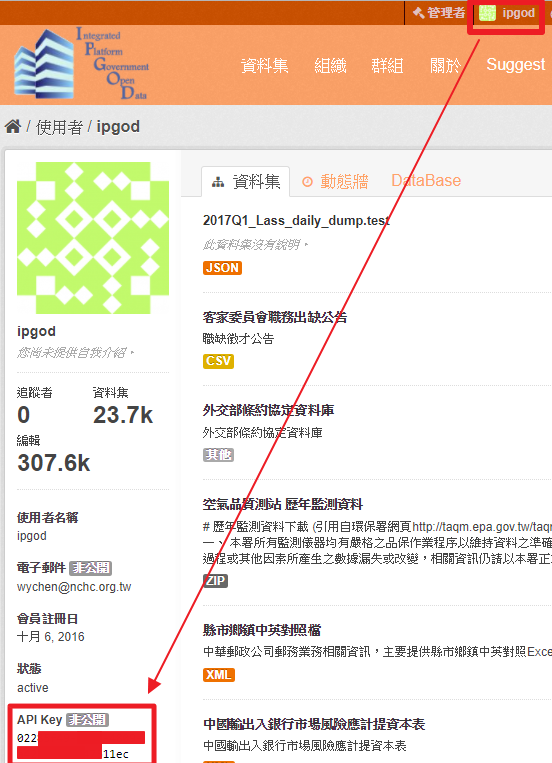 管理者
ipgod
Integrated
Platform
Government
Open
Data
資料集 組織 群組 關於 Suggest
/ 使用者 / ipgod
資料集 動態牆 DataBase
2017Q1_Lass_daily_dump.test
此資料集沒有說明
JSON
客家委員會職務出缺公告
職缺徵才公告
CSV
外交部條約協定資料庫
外交部條約協定資料庫
其他
空氣品質測站 歷年監測資料
# 歷年監測資料下載 (引用自環保署網頁http://taqm.epa.gov.tw/taqm
一、 本署所有監測儀器均有嚴格之品保作業程序以維持資料之準確
過程或其他因素所產生之數據漏失或改變，相關資訊仍請以本署正
ZIP
縣市鄉鎮中英對照檔
中華郵政公司郵務業務相關資訊，主要提供縣市鄉鎮中英對照Exce
XML
中國輸出入銀行市場風險應計提資本表
中國輸出入銀行市場風險應計提資本表
ipgod
您尚未提供自我介紹
追蹤者 資料集
0 23.7k
編輯
307.6k
使用者名稱
ipgod
電子郵件 非公開
wychen@nchc.org.tw
會員註冊日
十月 6, 2016
狀態
active
API Key 非公開
022
11ec